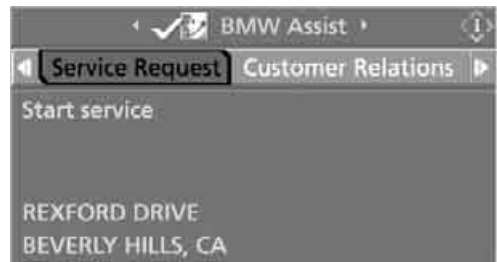 BMW Assist
Service Request Customer Relations
Start service
REXFORD DRIVE
BEVERLY HILLS, CA